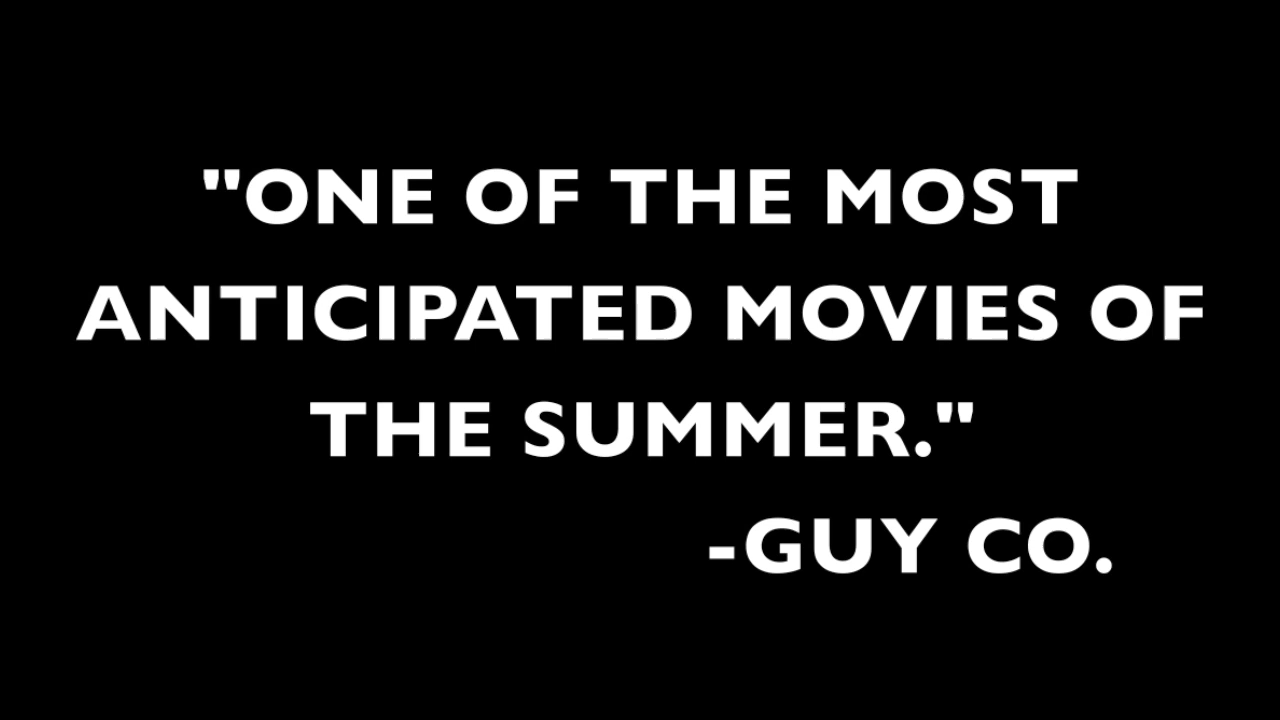 "ONE OF THE MOST
ANTICIPATED MOVIES OF
THE SUMMER."
-GUY CO.